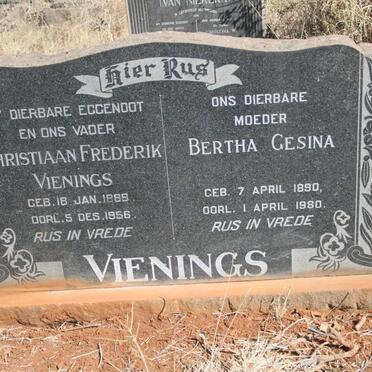 VAN NIEKERK
Hier Rus
DIERBARE EGGENOOT
EN ONS VADER
CHRISTIAAN FREDERIK
VIENINGS
GEB. 18 JAN. 1889
OORL. 5 DES. 1956.
RUS IN VREDE
ONS DIERBARE
MOEDER
BERTHA GESINA
GEB. 7 APRIL 1890,
OORL. 1 APRIL 1980.
RUS IN VREDE
VIENINGS